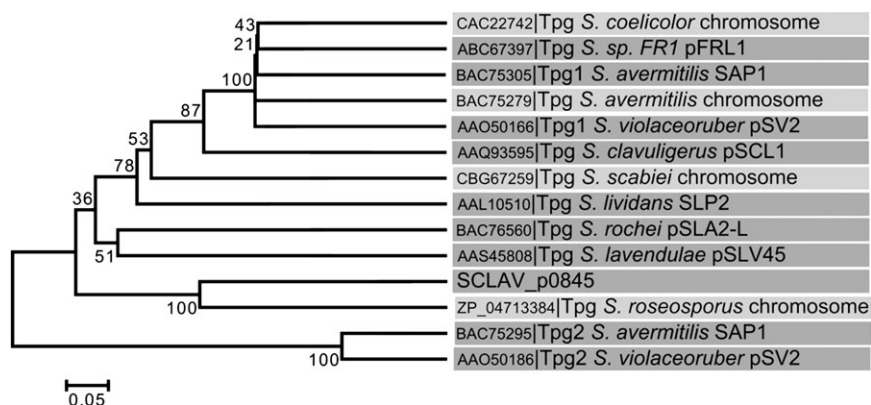 43
CAC22742|Tpg S. coelicolor chromosome
21
ABC67397|Tpg S. sp. FR1 pFRL1
100
BAC75305|Tpg1 S. avermitilis SAP1
87
BAC75279|Tpg S. avermitilis chromosome
AAO50166|Tpg1 S. violaceoruber pSV2
53
AAQ93595|Tpg S. clavuligerus pSCL1
78
CBG67259|Tpg S. scabiei chromosome
36
AAL10510|Tpg S. lividans SLP2
BAC76560|Tpg S. rochei pSLA2-L
51
AAS45808|Tpg S. lavendulae pSLV45
SCLAV_p0845
100
ZP_04713384|Tpg S. roseosporus chromosome
BAC75295|Tpg2 S. avermitilis SAP1
100
AAO50186|Tpg2 S. violaceoruber pSV2
0.05